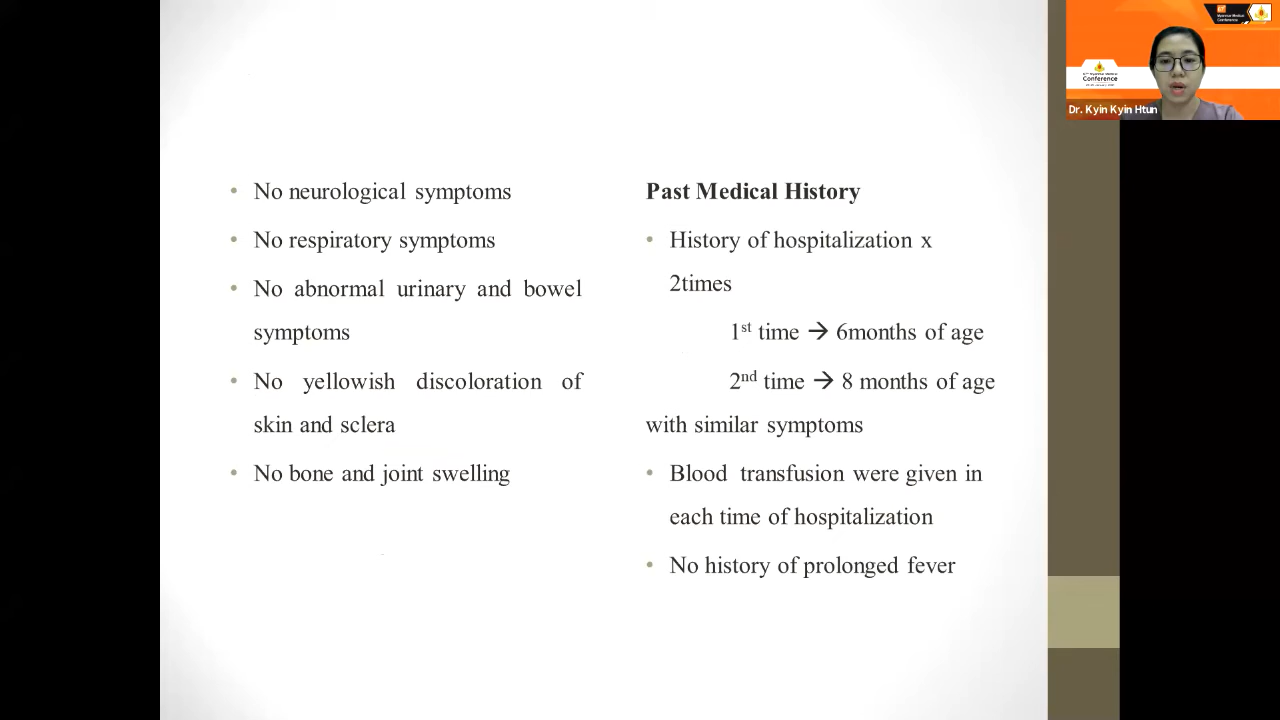 • No neurological symptoms
• No respiratory symptoms
• No abnormal urinary and bowel
symptoms
• No yellowish discoloration of
skin and sclera
• No bone and joint swelling
Past Medical History
• History of hospitalization x
2times
1st time → 6months of age
2nd time → 8 months of age
with similar symptoms
• Blood transfusion were given in
each time of hospitalization
• No history of prolonged fever
Conference
Dr. Kyin Kyin Htun
Myanmar Medical
Conference